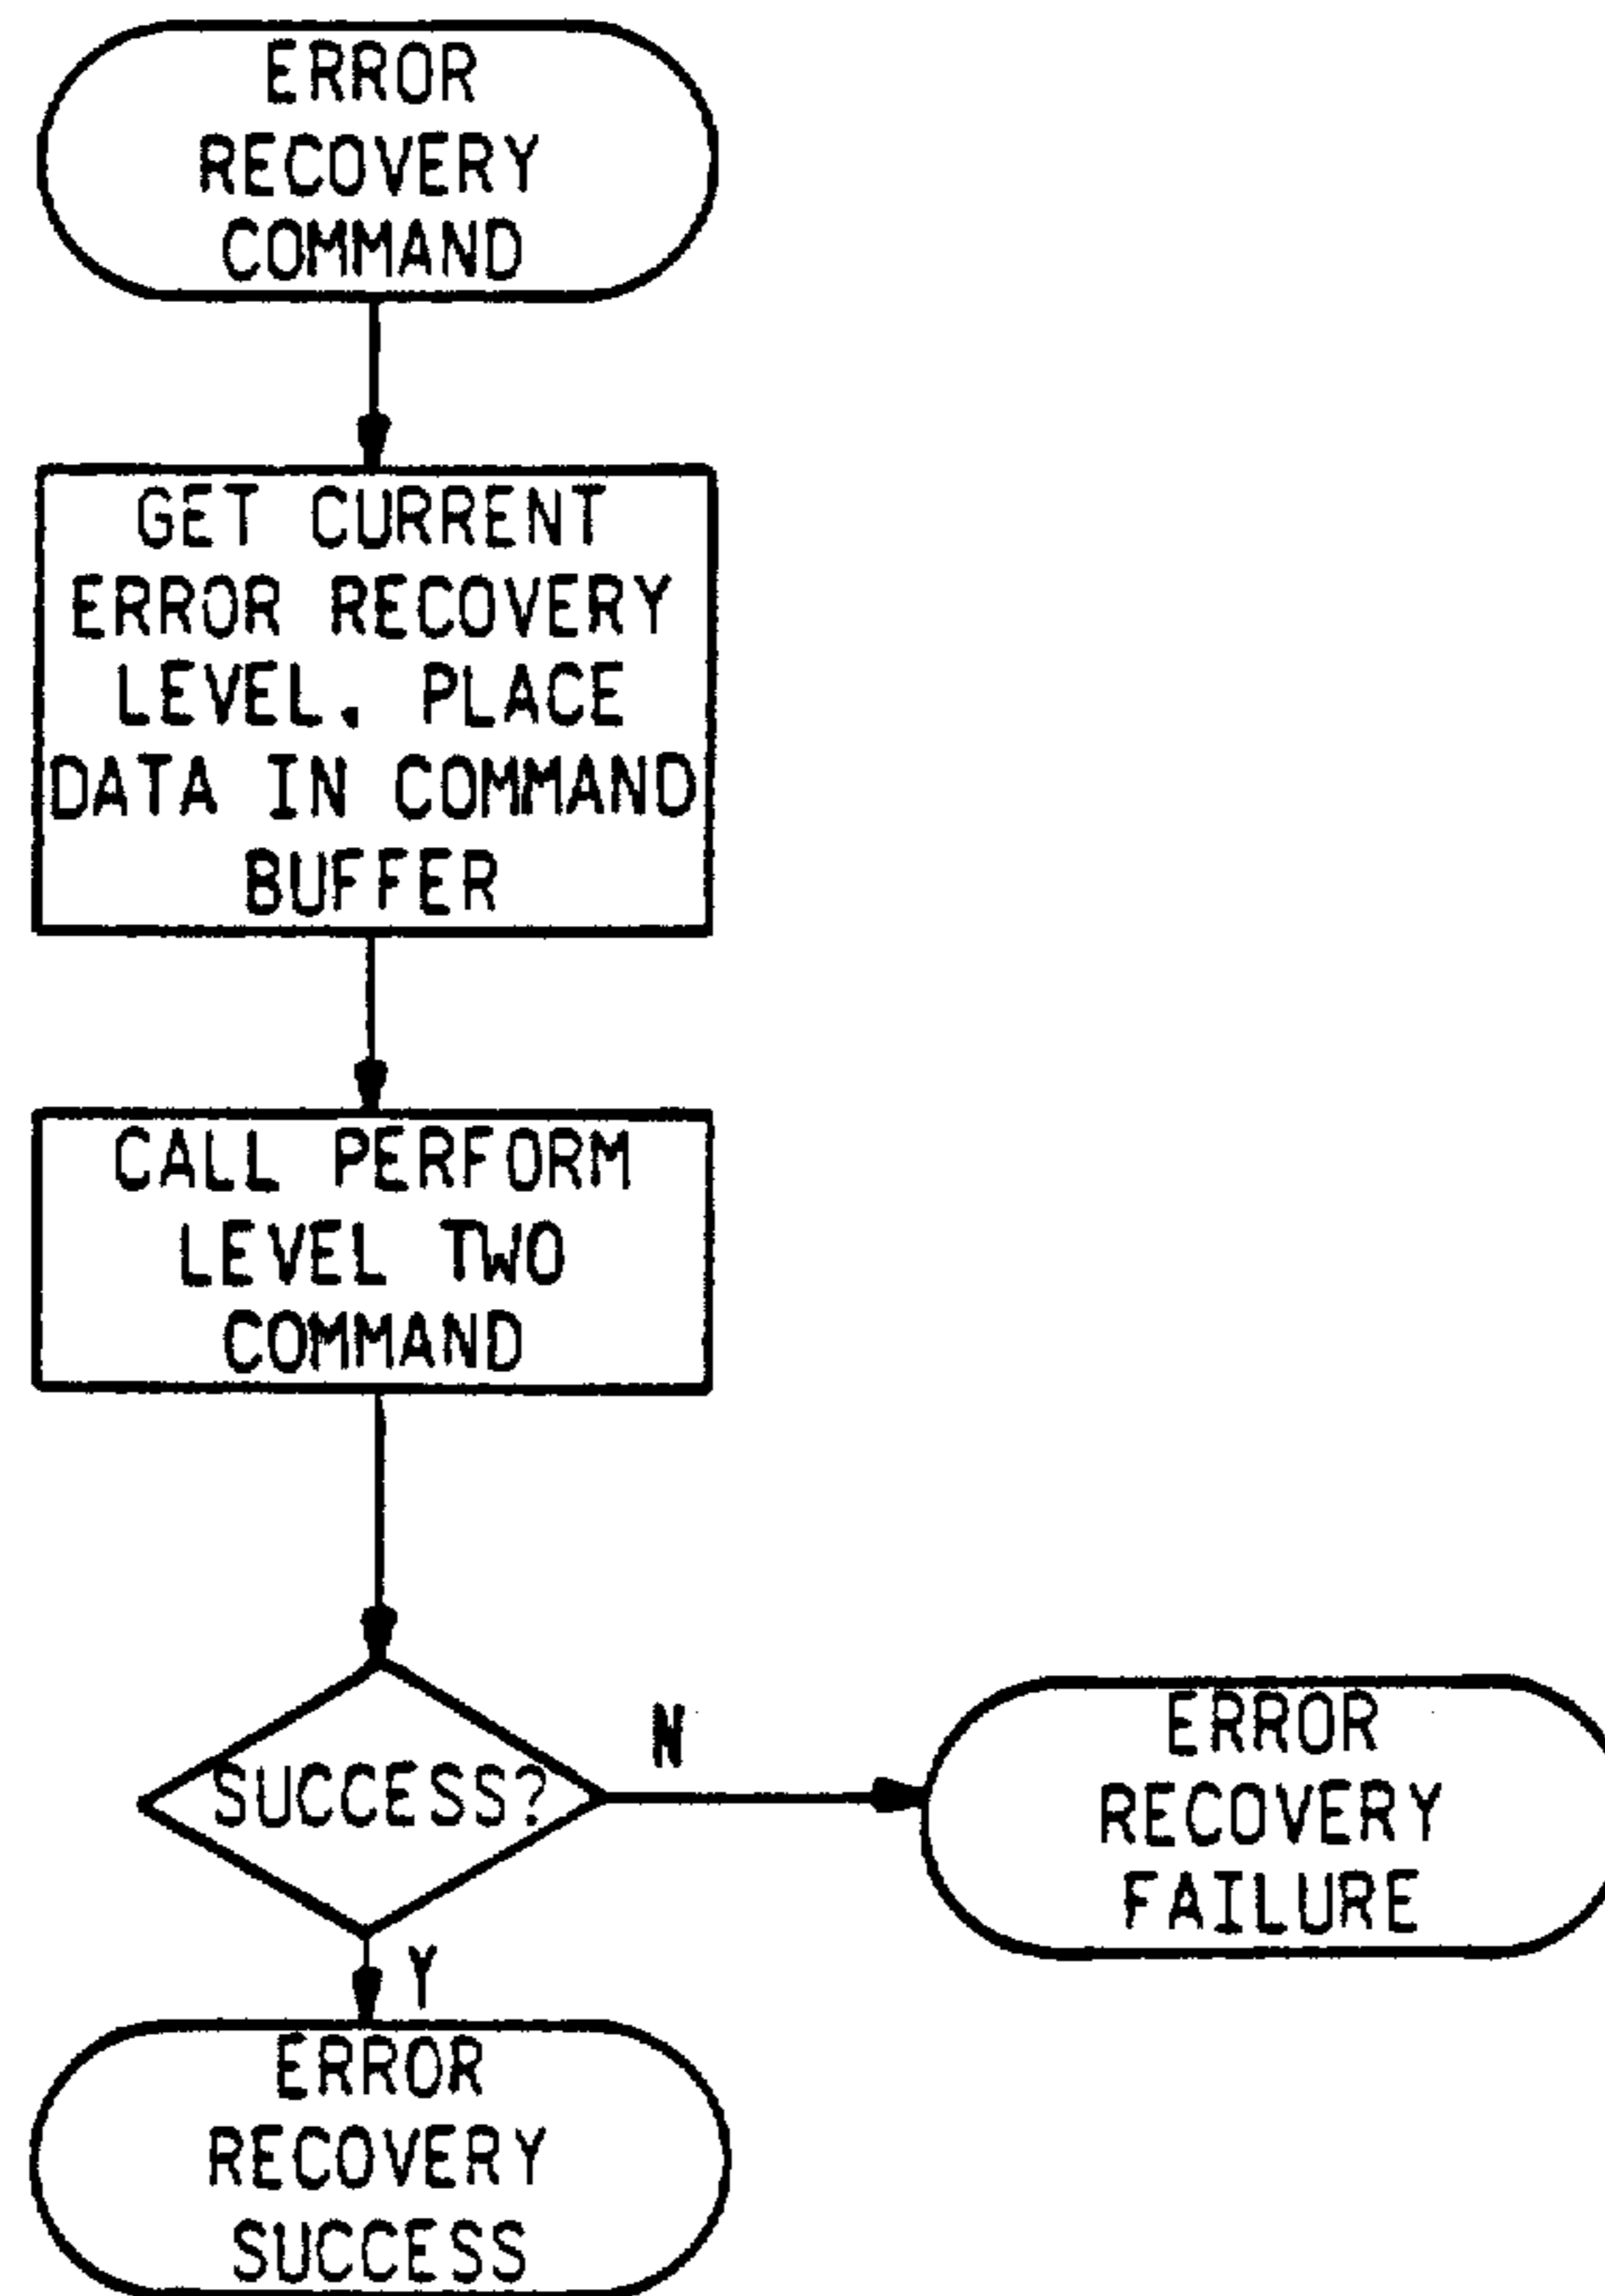 ERROR
RECOVERY
COMMAND
GET CURRENT
ERROR RECOVERY
LEVEL. PLACE
DATA IN COMMAND
BUFFER
CALL PERFORM
LEVEL TWO
COMMAND
SUCCESS?
N
ERROR
RECOVERY
FAILURE
Y
ERROR
RECOVERY
SUCCESS